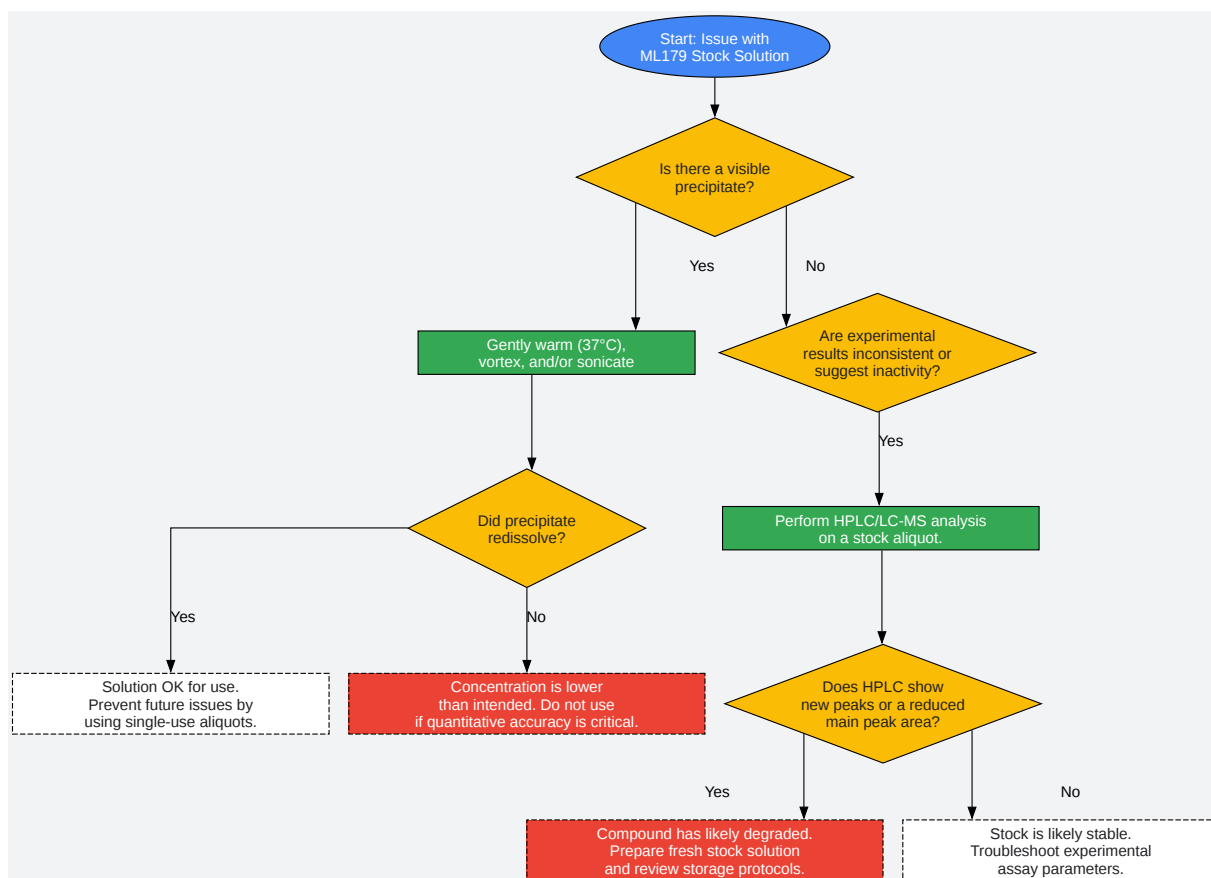 Start: Issue with
ML179 Stock Solution
Is there a visible
precipitate?
Yes
No
Gently warm (37°C),
vortex, and/or sonicate
Are experimental
results inconsistent or
suggest inactivity?
Yes
Did precipitate
redissolve?
Perform HPLC/LC-MS analysis
on a stock aliquot.
Yes
No
Solution OK for use.
Prevent future issues by
using single-use aliquots.
Concentration is lower
than intended. Do not use
if quantitative accuracy is critical.
Does HPLC show
new peaks or a reduced
main peak area?
Yes
No
Compound has likely degraded.
Prepare fresh stock solution
and review storage protocols.
Stock is likely stable.
Troubleshoot experimental
assay parameters.